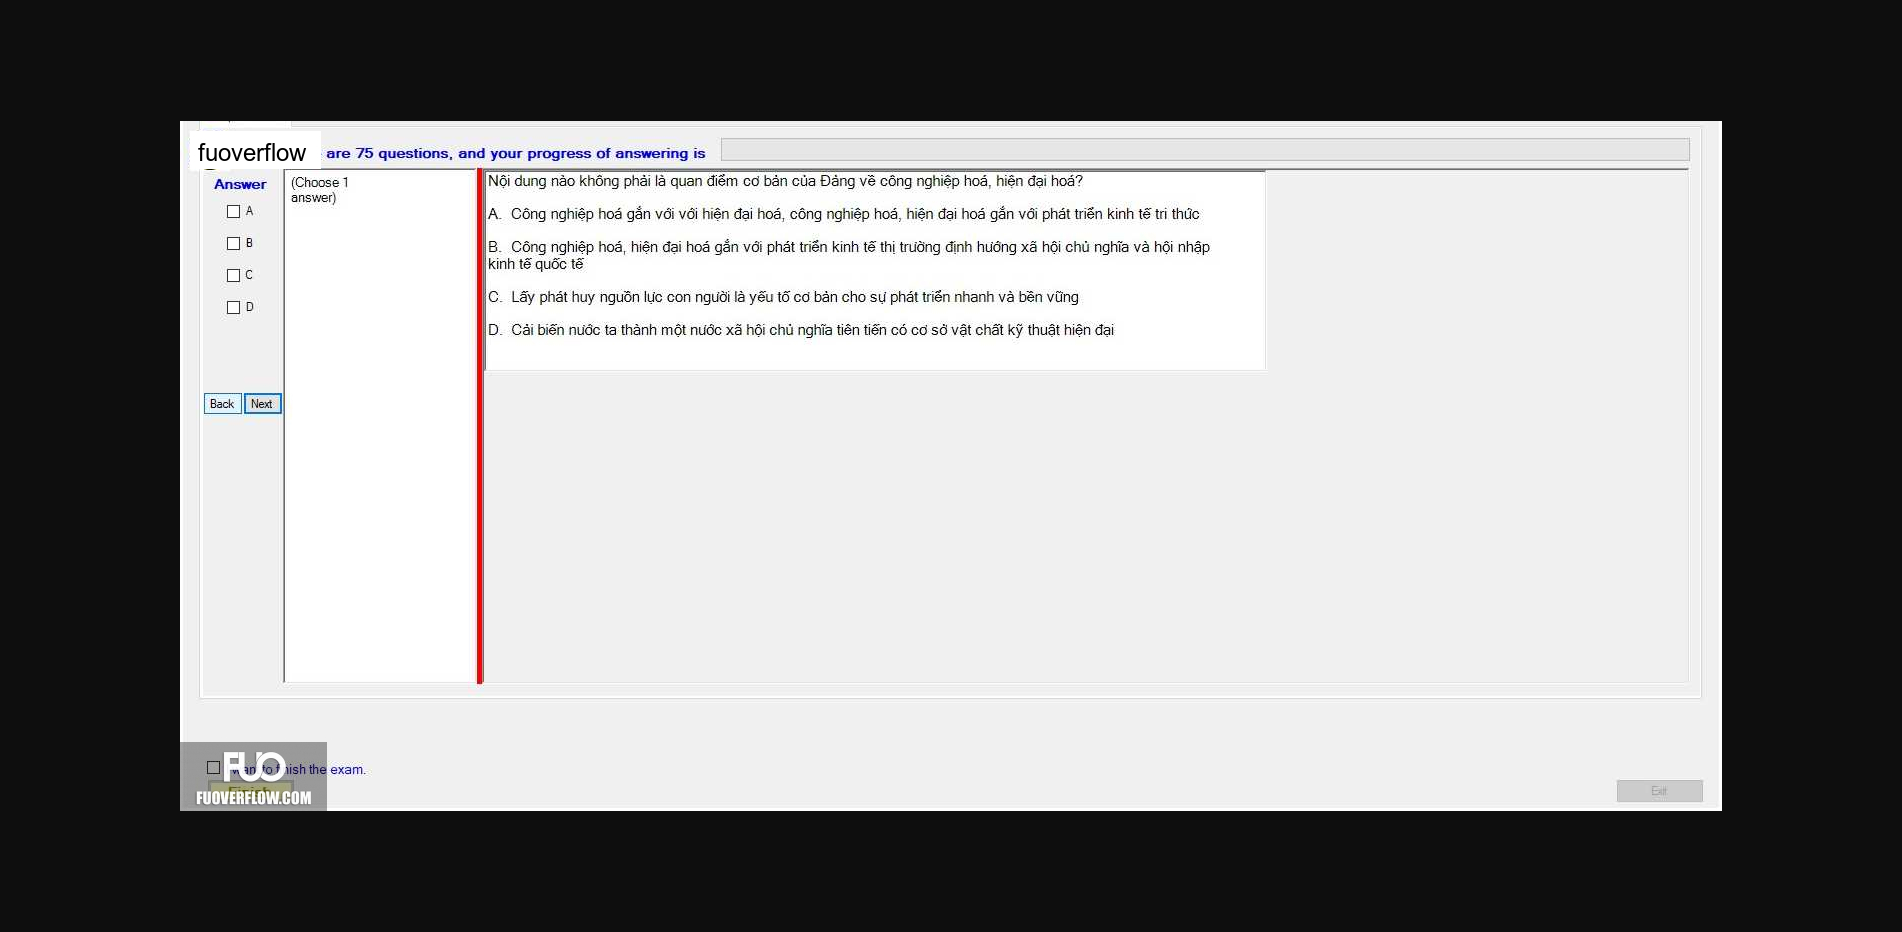 fuoverflow are 75 questions, and your progress of answering is
Answer
A
B
C
D
Back Next
(Choose 1
answer)
Nội dung nào không phải là quan điểm cơ bản của Đảng về công nghiệp hoá, hiện đại hoá?
A. Công nghiệp hoá gắn với với hiện đại hoá, công nghiệp hoá, hiện đại hoá gắn với phát triển kinh tế tri thức
B. Công nghiệp hoá, hiện đại hoá gắn với phát triển kinh tế thị trường định hướng xã hội chủ nghĩa và hội nhập
kinh tế quốc tế
C. Lấy phát huy nguồn lực con người là yếu tố cơ bản cho sự phát triển nhanh và bền vững
D. Cải biến nước ta thành một nước xã hội chủ nghĩa tiên tiến có cơ sở vật chất kỹ thuật hiện đại
FUO
want to finish the exam.
Finish
FUOVERFLOW.COM
Exit